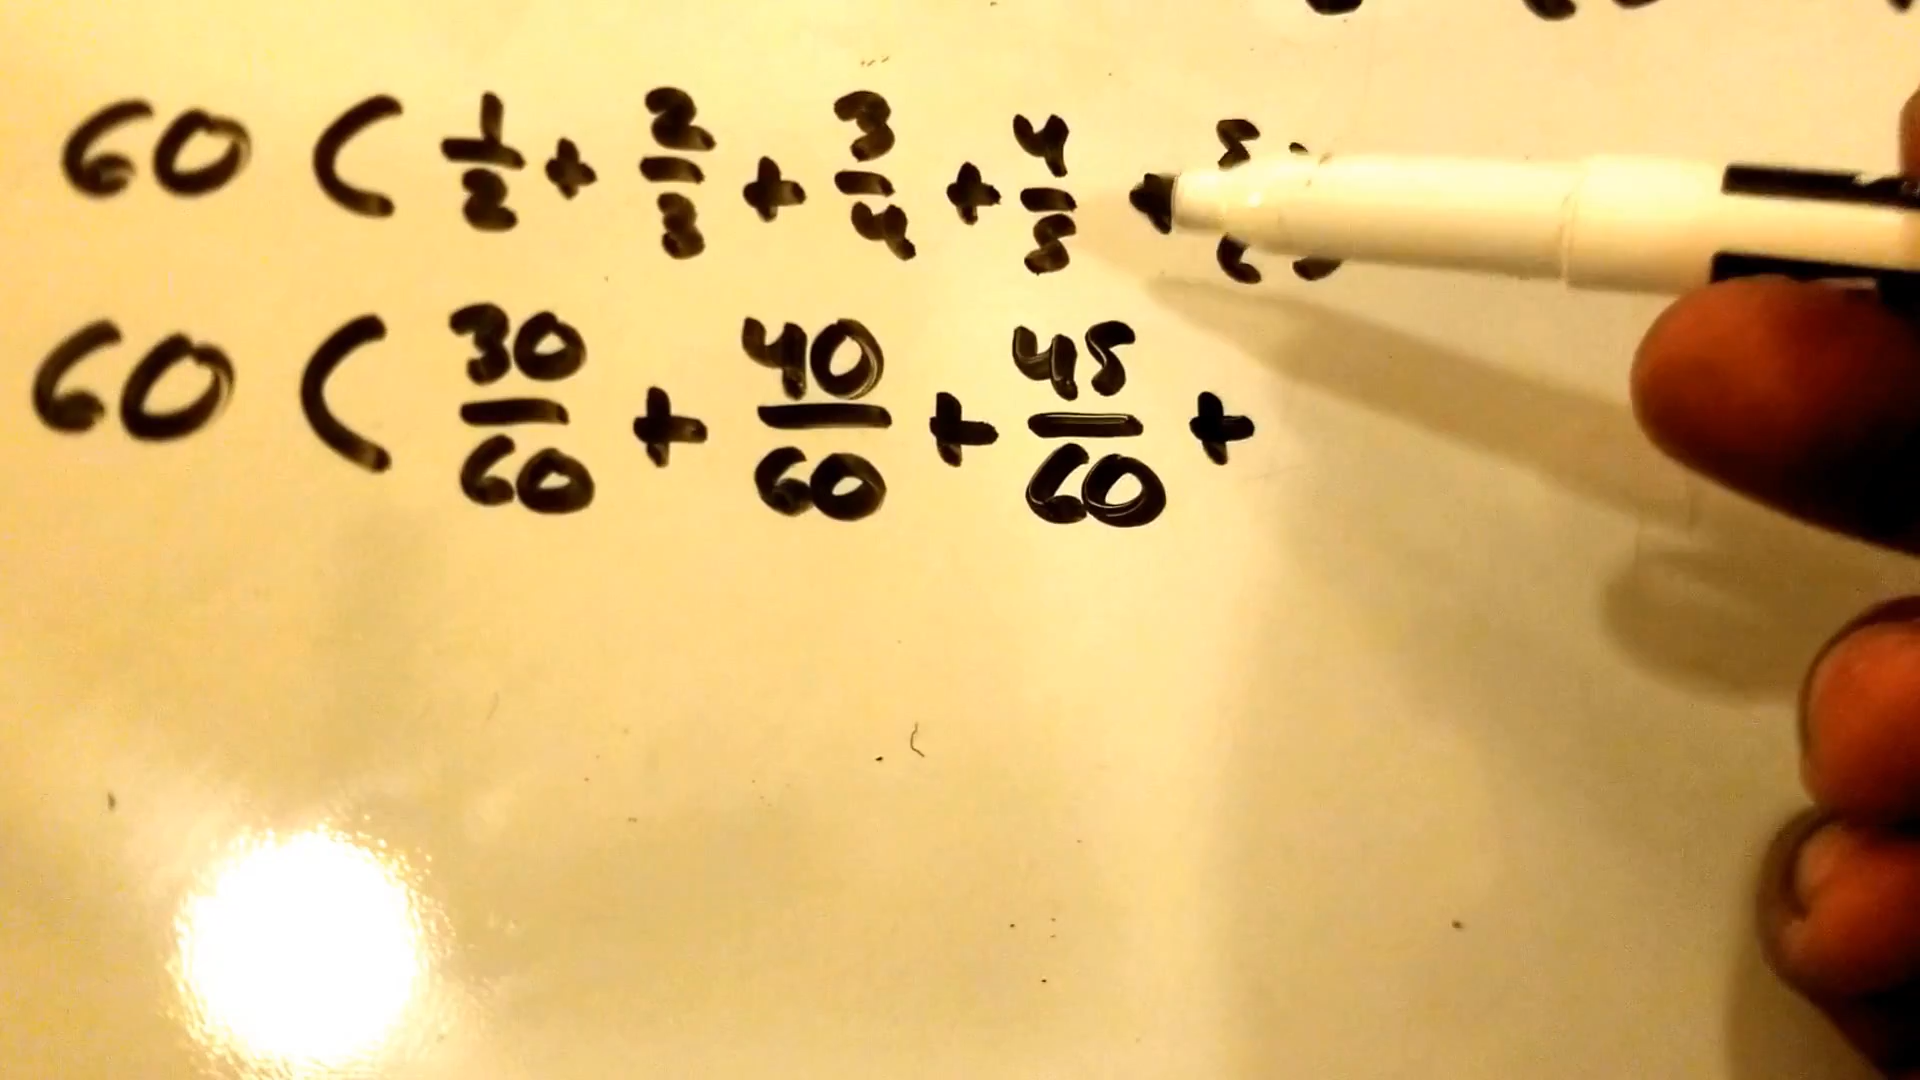 60 ( 1/2 + 2/3 + 3/4 + 4/5 +
60 ( 30/60 + 40/60 + 45/60 +